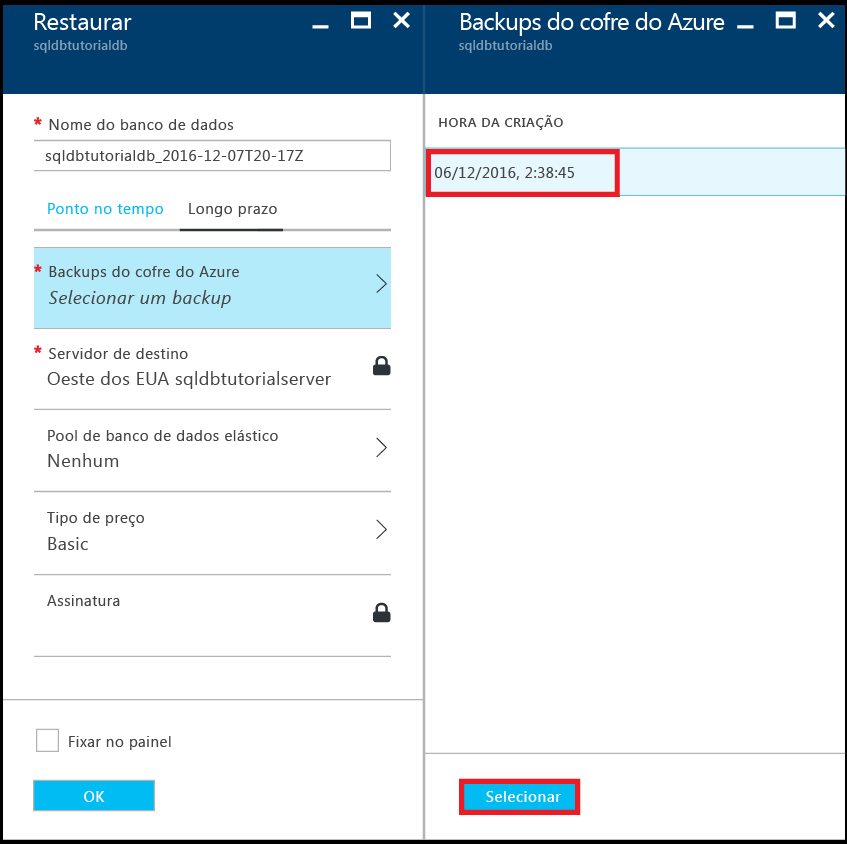 Restaurar
sqldbtutorialdb
* Nome do banco de dados
sqldbtutorialdb_2016-12-07T20-17Z
Ponto no tempo Longo prazo
* Backups do cofre do Azure
Selecionar um backup
* Servidor de destino
Oeste dos EUA sqldbtutorialserver
Pool de banco de dados elástico
Nenhum
Tipo de preço
Basic
Assinatura
Fixar no painel
OK
Backups do cofre do Azure
sqldbtutorialdb
HORA DA CRIAÇÃO
06/12/2016, 2:38:45
Selecionar